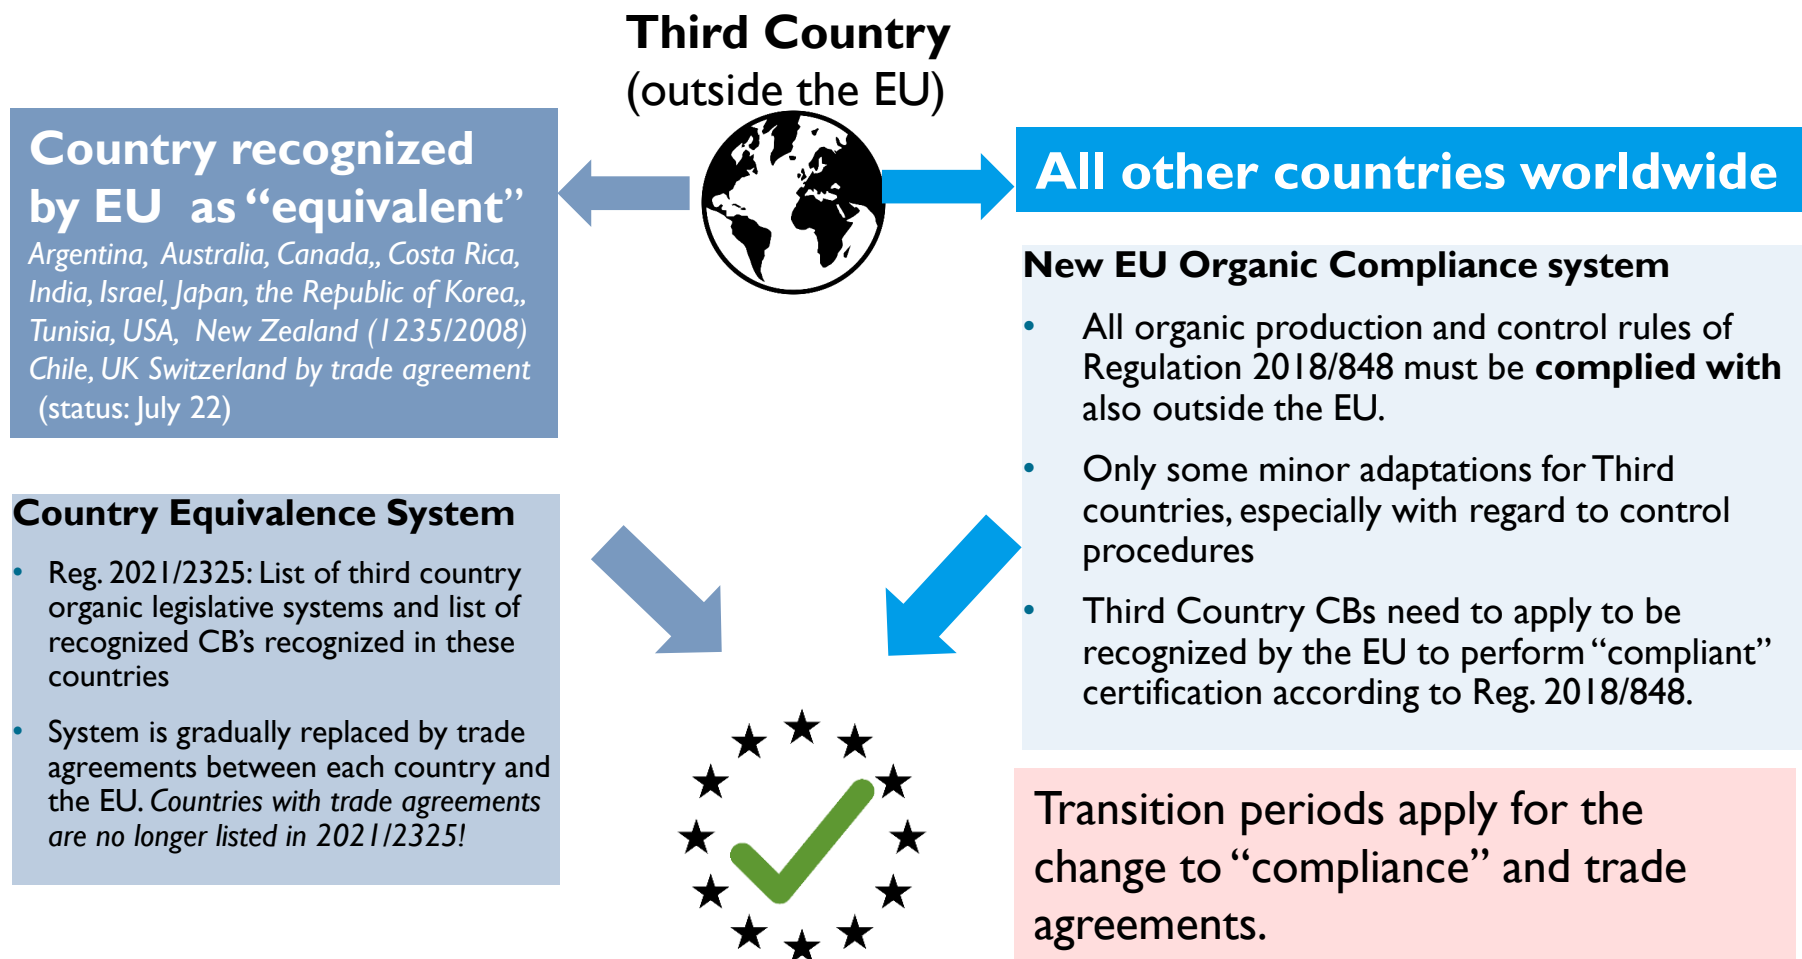 Third Country
(outside the EU)
Country recognized
by EU as “equivalent”
Argentina, Australia, Canada,, Costa Rica,
India, Israel, Japan, the Republic of Korea,,
Tunisia, USA, New Zealand (1235/2008)
Chile, UK Switzerland by trade agreement
(status: July 22)
Country Equivalence System
• Reg. 2021/2325: List of third country
organic legislative systems and list of
recognized CB’s recognized in these
countries
• System is gradually replaced by trade
agreements between each country and
the EU. Countries with trade agreements
are no longer listed in 2021/2325!
All other countries worldwide
New EU Organic Compliance system
• All organic production and control rules of
Regulation 2018/848 must be complied with
also outside the EU.
• Only some minor adaptations for Third
countries, especially with regard to control
procedures
• Third Country CBs need to apply to be
recognized by the EU to perform “compliant”
certification according to Reg. 2018/848.
Transition periods apply for the
change to “compliance” and trade
agreements.